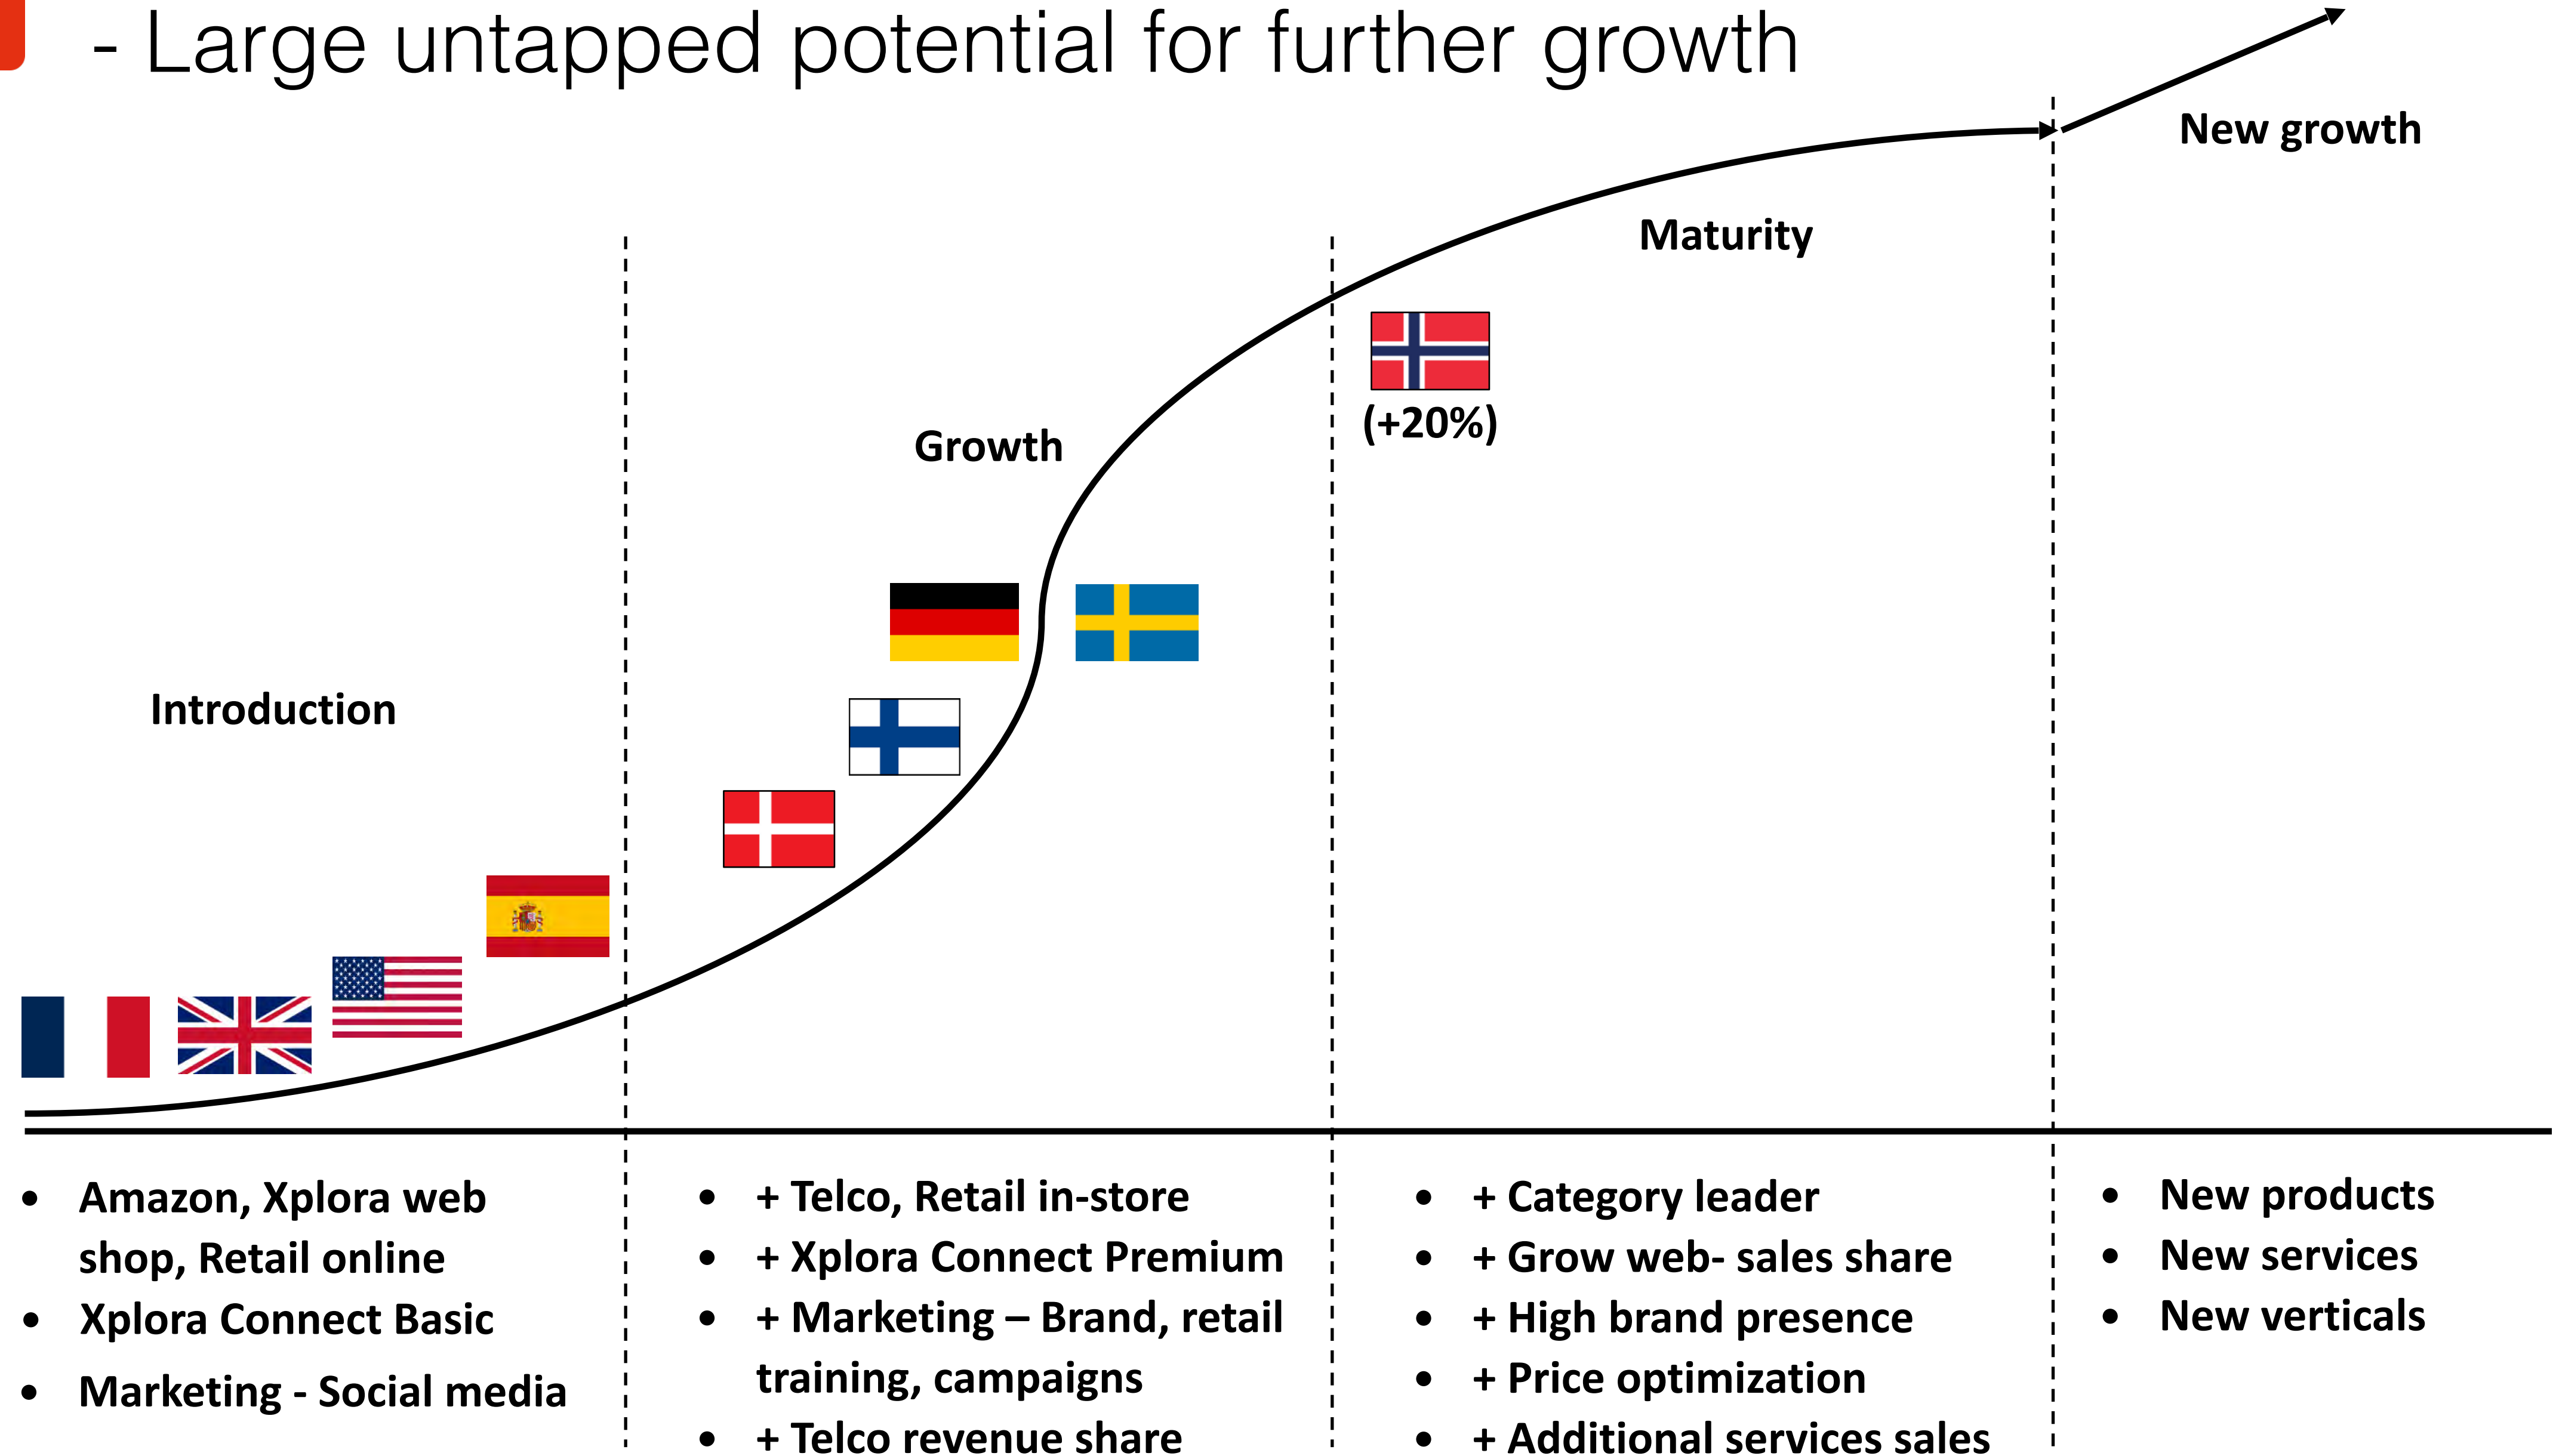 - Large untapped potential for further growth
New growth
Maturity
(+20%)
Growth
Introduction
• Amazon, Xplora web
shop, Retail online
• Xplora Connect Basic
• Marketing - Social media
• + Telco, Retail in-store
• + Xplora Connect Premium
• + Marketing – Brand, retail
training, campaigns
• + Telco revenue share
• + Category leader
• + Grow web- sales share
• + High brand presence
• + Price optimization
• + Additional services sales
• New products
• New services
• New verticals